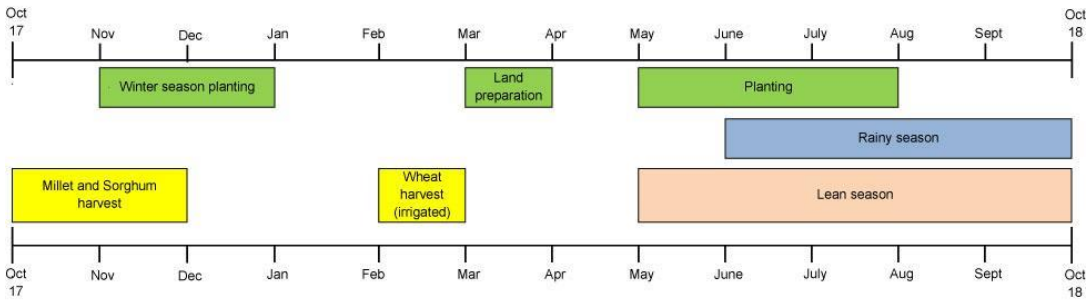 Oct
17
Nov
Dec
Jan
Feb
Mar
Apr
May
June
July
Aug
Sept
Oct
18
Winter season planting
Land
preparation
Planting
Rainy season
Millet and Sorghum
harvest
Wheat
harvest
(irrigated)
Lean season
Oct
17
Nov
Dec
Jan
Feb
Mar
Apr
May
June
July
Aug
Sept
Oct
18